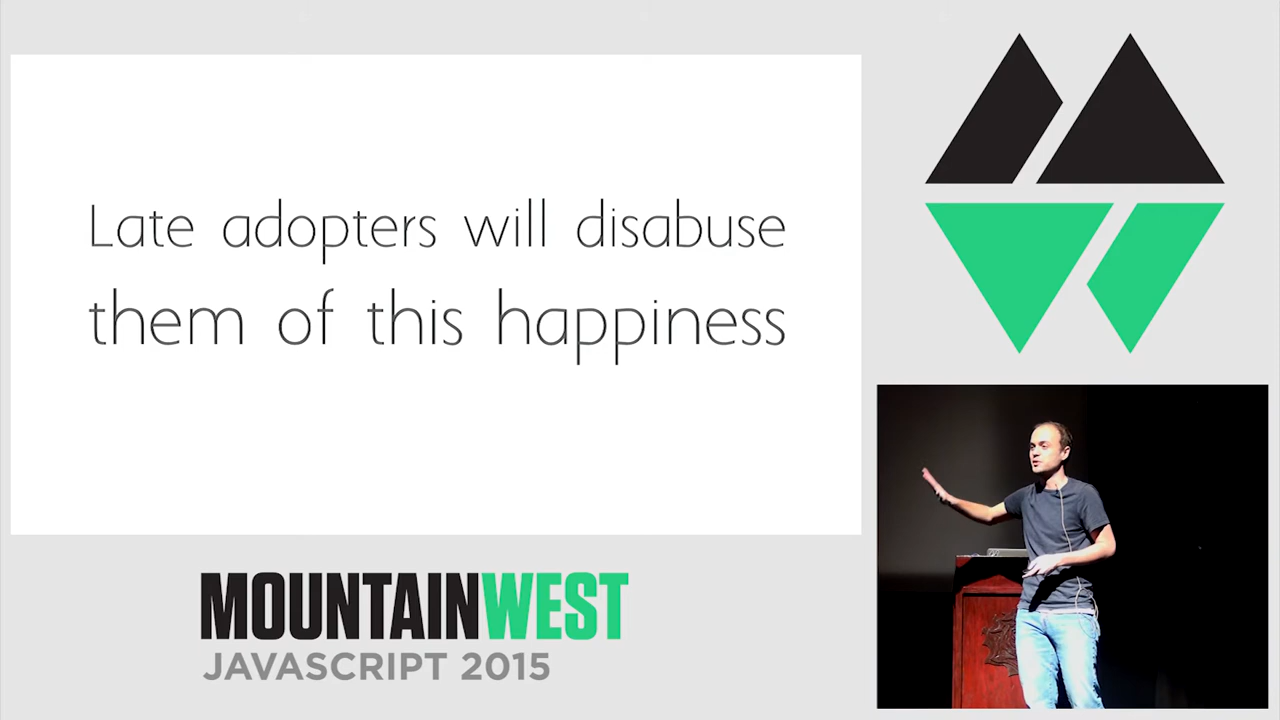 Late adopters will disabuse
them of this happiness
MOUNTAINWEST
JAVASCRIPT 2015